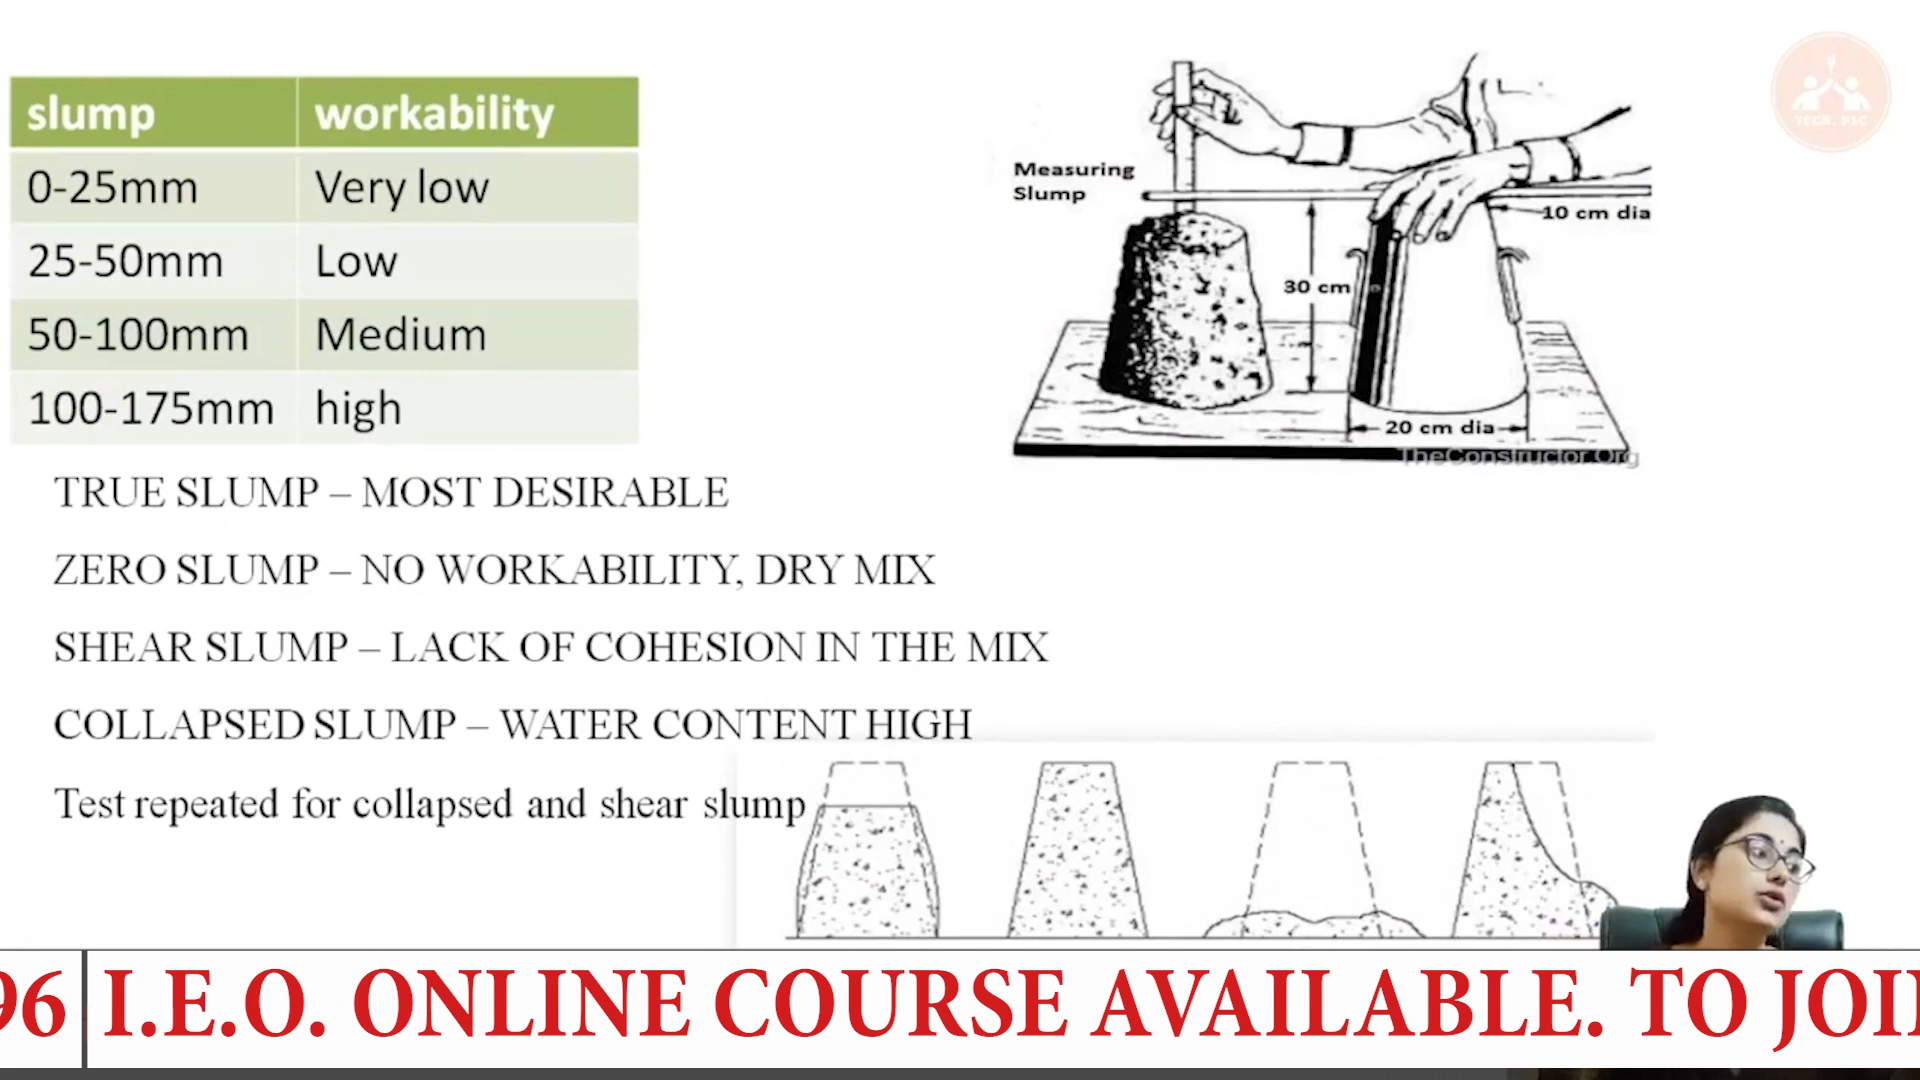 slump workability
0-25mm Very low
25-50mm Low
50-100mm Medium
100-175mm high
Measuring
Slump
10 cm dia
30 cm
20 cm dia
TheConstructor.Org
TECH. PSC
TRUE SLUMP – MOST DESIRABLE
ZERO SLUMP – NO WORKABILITY, DRY MIX
SHEAR SLUMP – LACK OF COHESION IN THE MIX
COLLAPSED SLUMP – WATER CONTENT HIGH
Test repeated for collapsed and shear slump
96 I.E.O. ONLINE COURSE AVAILABLE. TO JOI